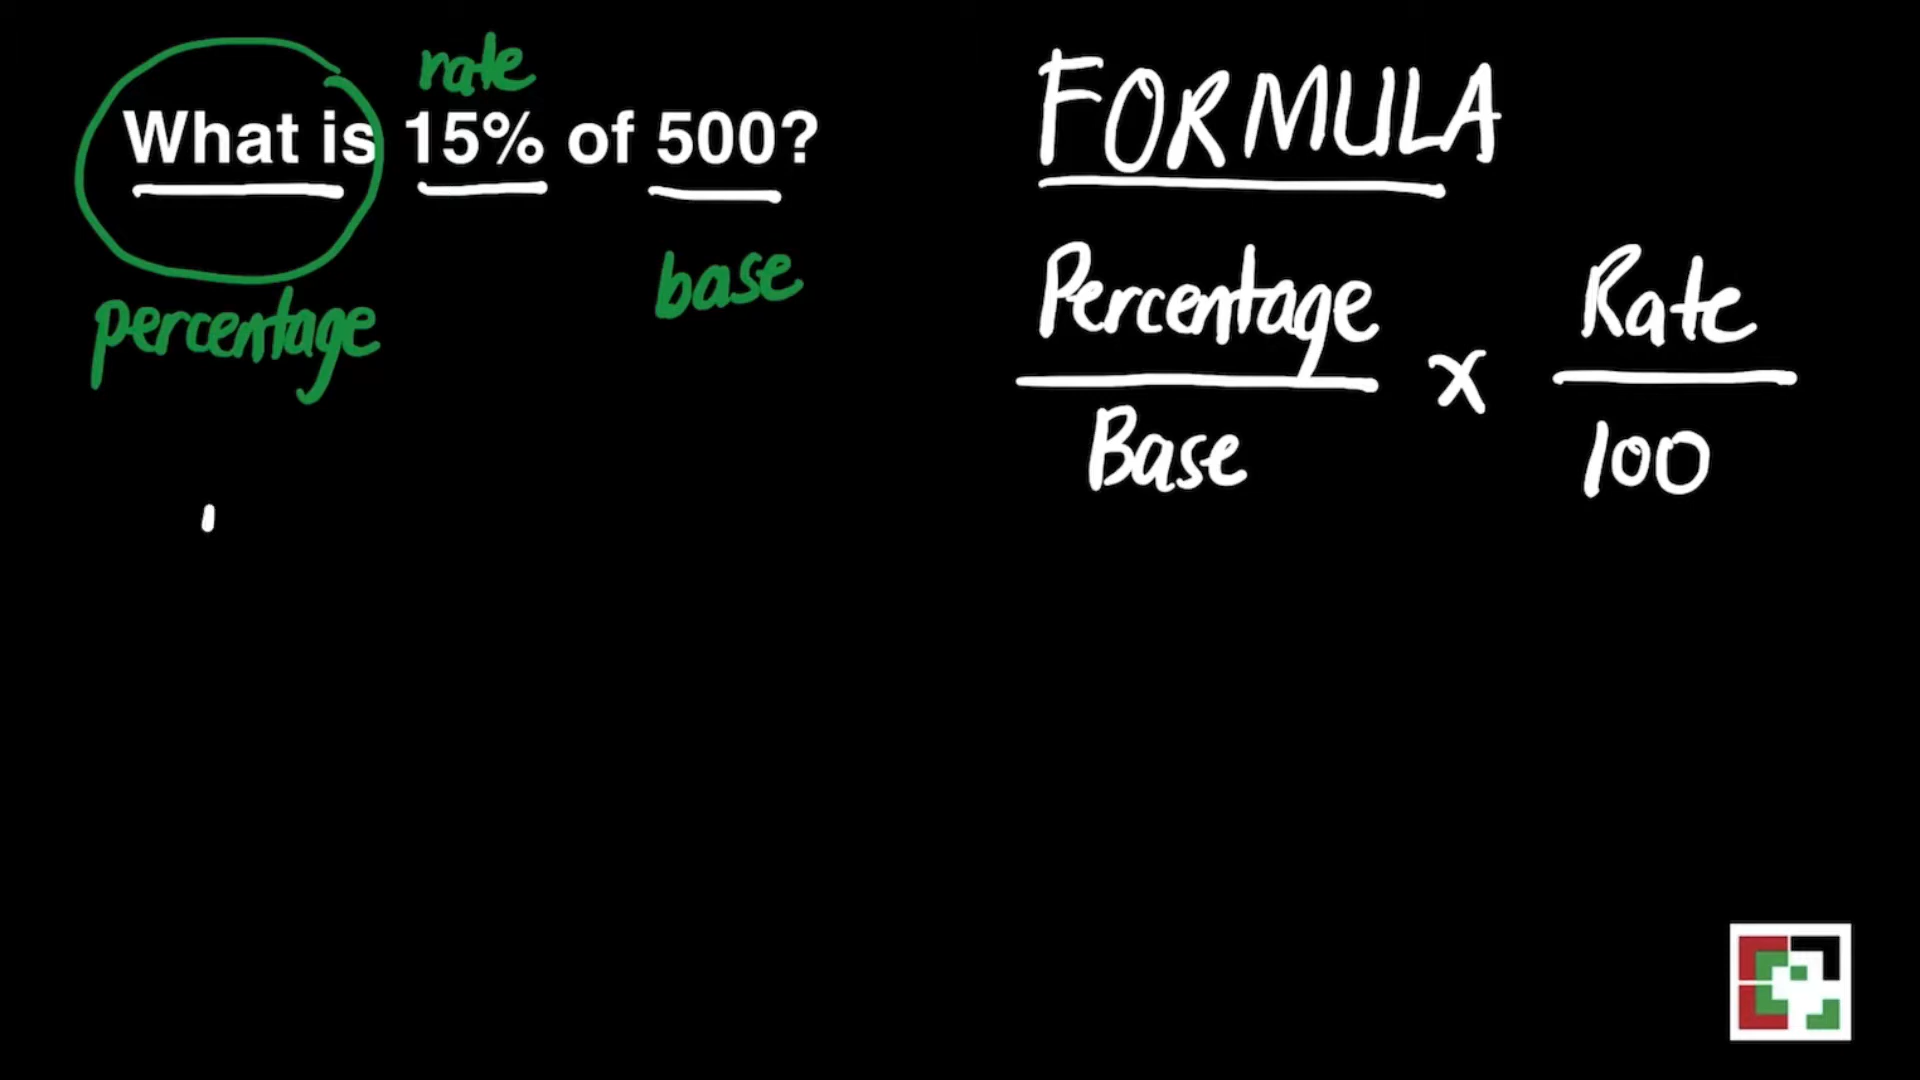 rate
What is 15% of 500?
base
percentage
FORMULA
Percentage Rate
x
Base 100